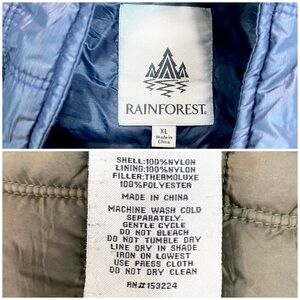 RAINFOREST®
XL
Made in
China
SHELL:100%NYLON
LINING:100%NYLON
FILLER:THERMOLUXE
100%POLYESTER
MADE IN CHINA
MACHINE WASH COLD
SEPARATELY.
GENTLE CYCLE
DO NOT BLEACH
DO NOT TUMBLE DRY
LINE DRY IN SHADE
IRON ON LOWEST
USE PRESS CLOTH
DO NOT DRY CLEAN
RN#153224